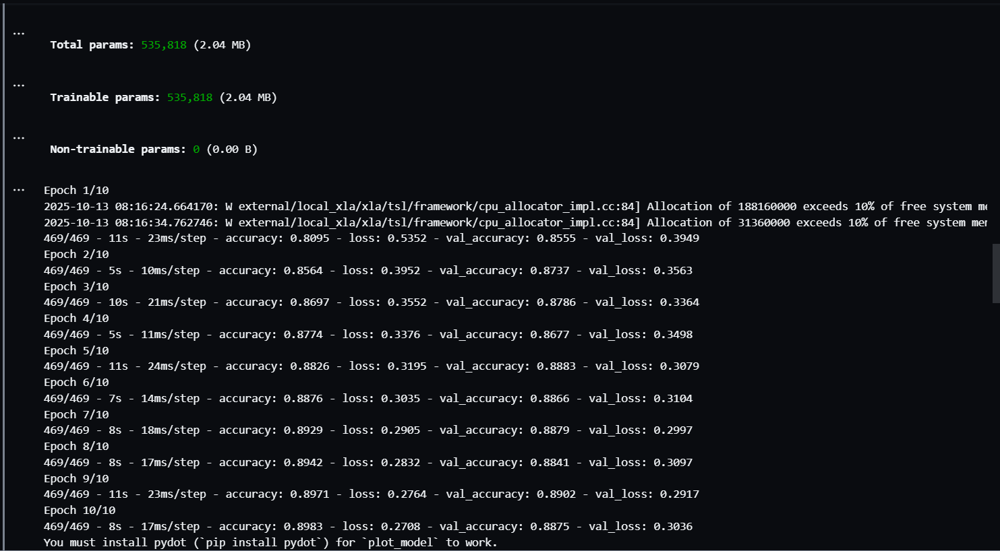 ...
Total params: 535,818 (2.04 MB)
...
Trainable params: 535,818 (2.04 MB)
...
Non-trainable params: 0 (0.00 B)
...
Epoch 1/10
2025-10-13 08:16:24.664170: W external/local_xla/xla/tsl/framework/cpu_allocator_impl.cc:84] Allocation of 188160000 exceeds 10% of free system
2025-10-13 08:16:34.762746: W external/local_xla/xla/tsl/framework/cpu_allocator_impl.cc:84] Allocation of 31360000 exceeds 10% of free system
469/469 - 11s - 23ms/step - accuracy: 0.8095 - loss: 0.5352 - val_accuracy: 0.8555 - val_loss: 0.3949
Epoch 2/10
469/469 - 5s - 10ms/step - accuracy: 0.8564 - loss: 0.3952 - val_accuracy: 0.8737 - val_loss: 0.3563
Epoch 3/10
469/469 - 10s - 21ms/step - accuracy: 0.8697 - loss: 0.3552 - val_accuracy: 0.8786 - val_loss: 0.3364
Epoch 4/10
469/469 - 5s - 11ms/step - accuracy: 0.8774 - loss: 0.3376 - val_accuracy: 0.8677 - val_loss: 0.3498
Epoch 5/10
469/469 - 11s - 24ms/step - accuracy: 0.8826 - loss: 0.3195 - val_accuracy: 0.8883 - val_loss: 0.3079
Epoch 6/10
469/469 - 7s - 14ms/step - accuracy: 0.8876 - loss: 0.3035 - val_accuracy: 0.8866 - val_loss: 0.3104
Epoch 7/10
469/469 - 8s - 18ms/step - accuracy: 0.8929 - loss: 0.2905 - val_accuracy: 0.8879 - val_loss: 0.2997
Epoch 8/10
469/469 - 8s - 17ms/step - accuracy: 0.8942 - loss: 0.2832 - val_accuracy: 0.8841 - val_loss: 0.3097
Epoch 9/10
469/469 - 11s - 23ms/step - accuracy: 0.8971 - loss: 0.2764 - val_accuracy: 0.8902 - val_loss: 0.2917
Epoch 10/10
469/469 - 8s - 17ms/step - accuracy: 0.8983 - loss: 0.2708 - val_accuracy: 0.8875 - val_loss: 0.3036
You must install pydot (`pip install pydot`) for `plot_model` to work.